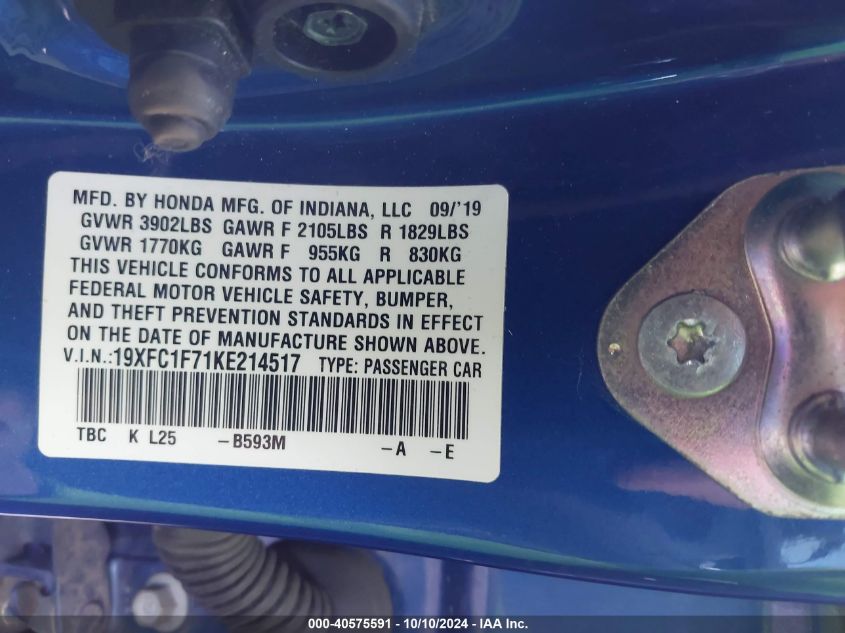 MFD. BY HONDA MFG. OF INDIANA, LLC 09/'19
GVWR 3902LBS GAWR F 2105LBS R 1829LBS
GVWR 1770KG GAWR F 955KG R 830KG
THIS VEHICLE CONFORMS TO ALL APPLICABLE
FEDERAL MOTOR VEHICLE SAFETY, BUMPER,
AND THEFT PREVENTION STANDARDS IN EFFECT
ON THE DATE OF MANUFACTURE SHOWN ABOVE.
V.I.N.:19XFC1F71KE214517 TYPE: PASSENGER CAR
TBC K L25 -B593M -A -E
000-40575591 - 10/10/2024 - IAA Inc.